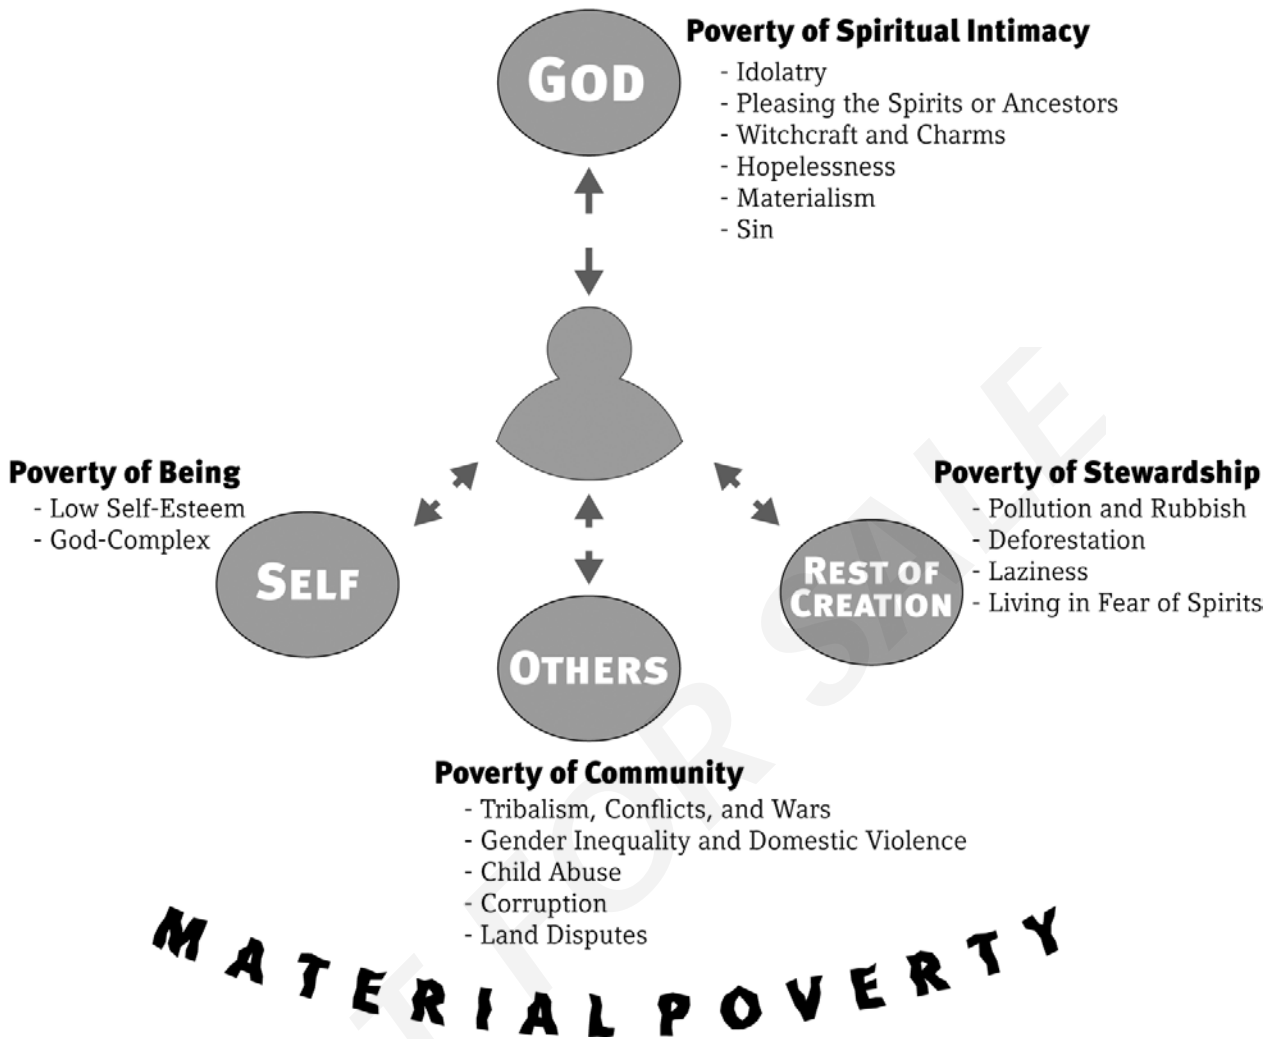 GOD
Poverty of Spiritual Intimacy
- Idolatry
- Pleasing the Spirits or Ancestors
- Witchcraft and Charms
- Hopelessness
- Materialism
- Sin
Poverty of Being
- Low Self-Esteem
- God-Complex
SELF
Poverty of Stewardship
- Pollution and Rubbish
- Deforestation
- Laziness
- Living in Fear of Spirits
REST OF
CREATION
OTHERS
Poverty of Community
- Tribalism, Conflicts, and Wars
- Gender Inequality and Domestic Violence
- Child Abuse
- Corruption
- Land Disputes
MATERIAL POVERTY
T FOR SALE